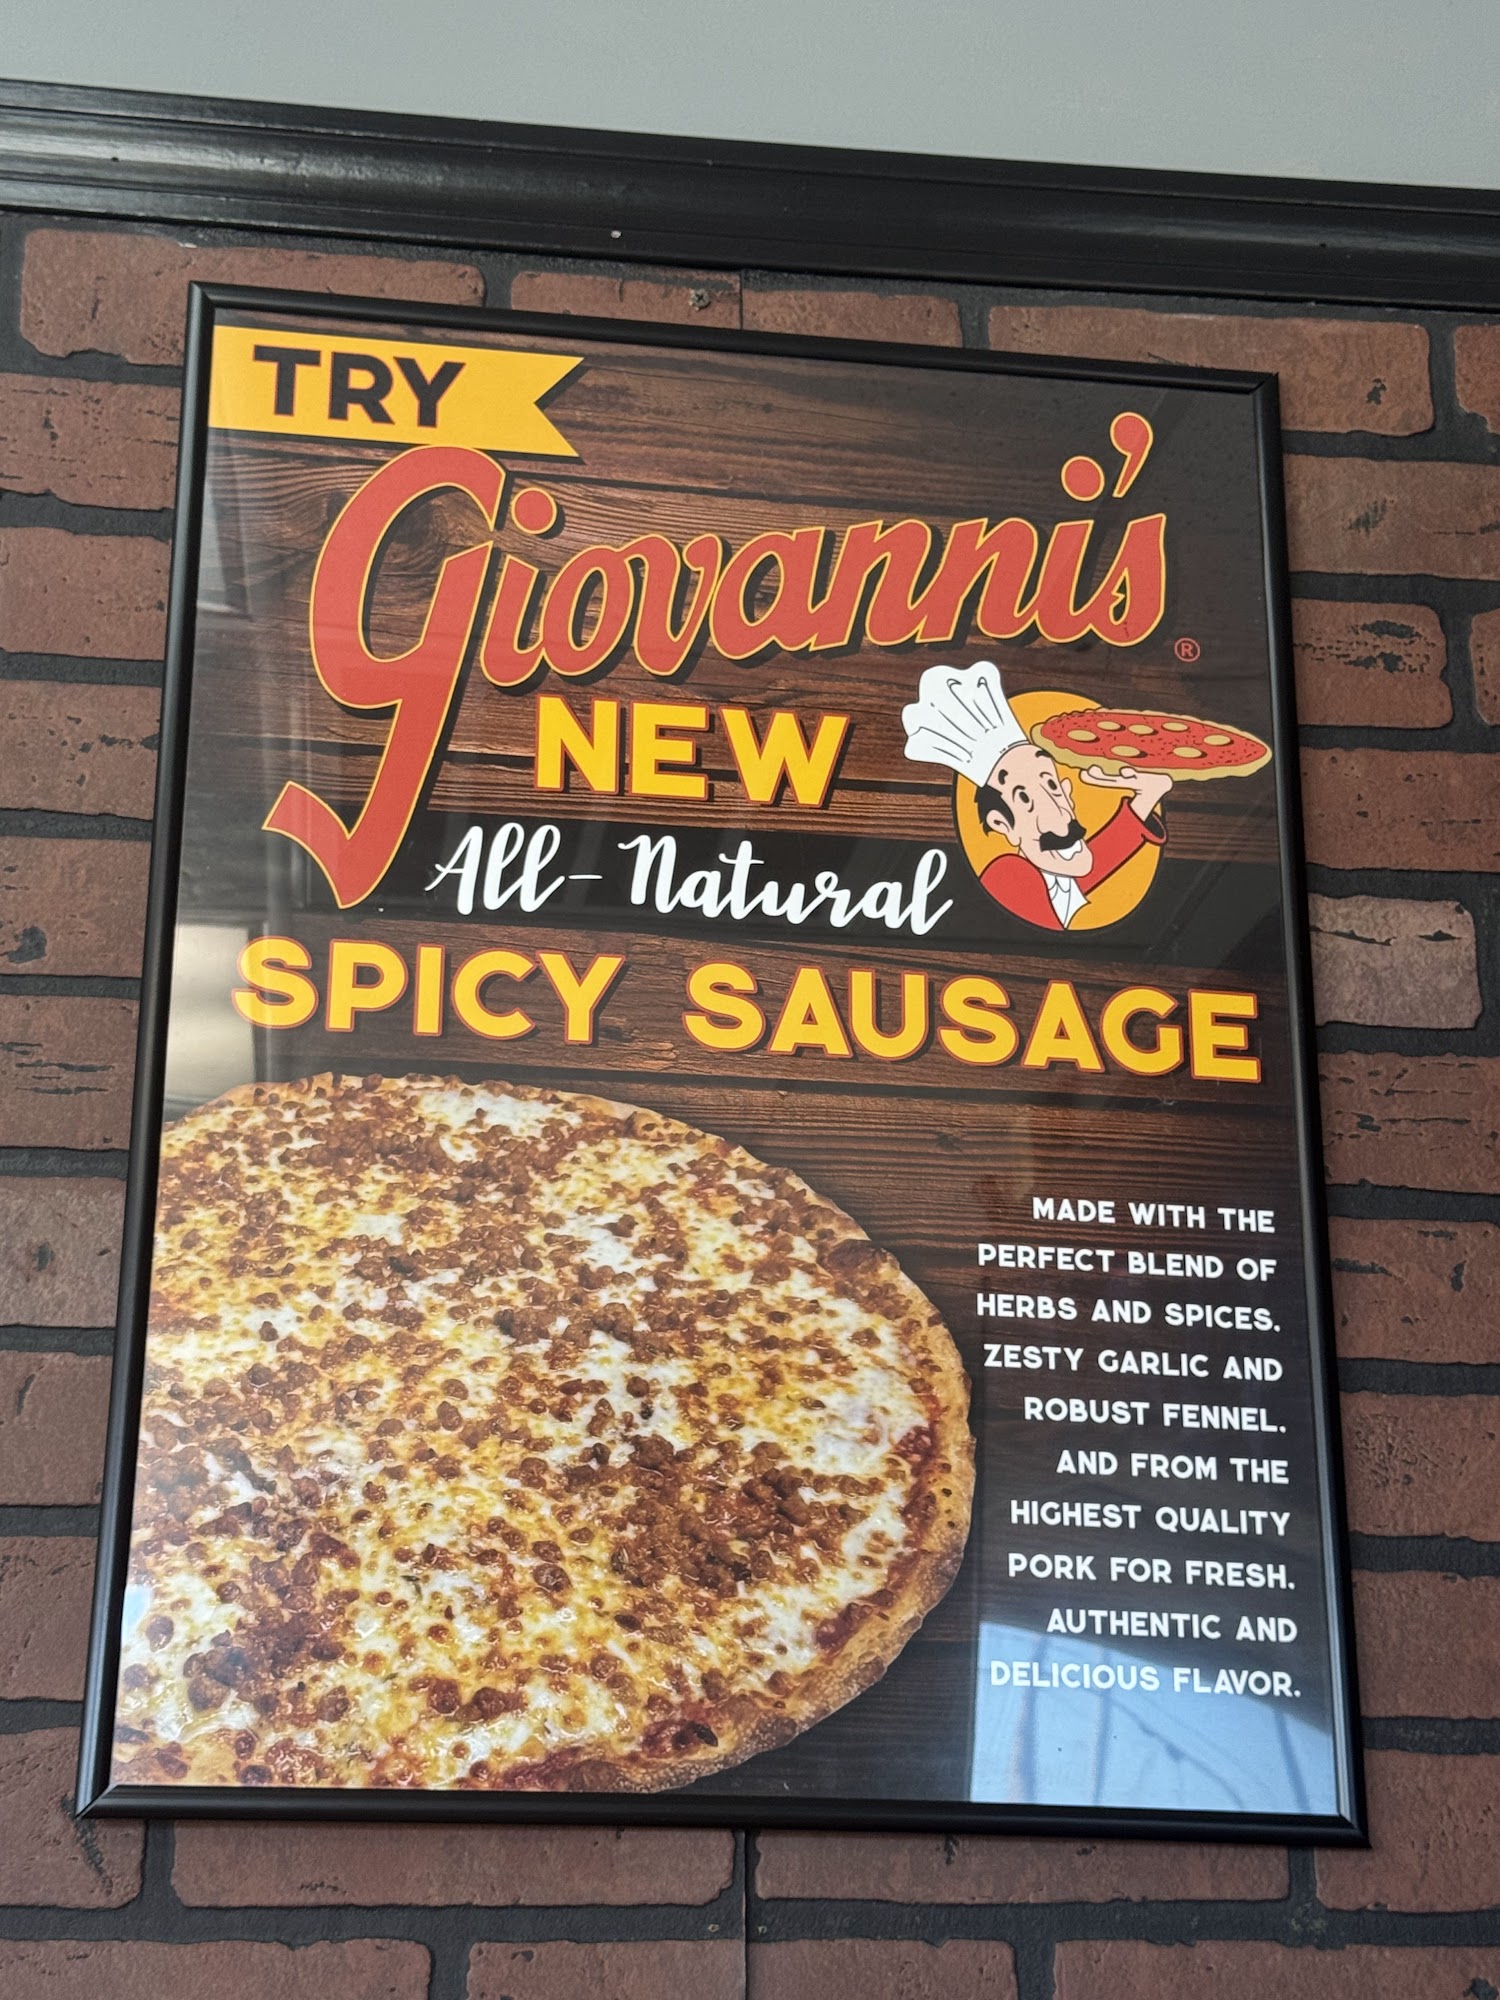 TRY
Giovanni's®
NEW
All-Natural
SPICY SAUSAGE
MADE WITH THE
PERFECT BLEND OF
HERBS AND SPICES.
ZESTY GARLIC AND
ROBUST FENNEL.
AND FROM THE
HIGHEST QUALITY
PORK FOR FRESH.
AUTHENTIC AND
DELICIOUS FLAVOR.